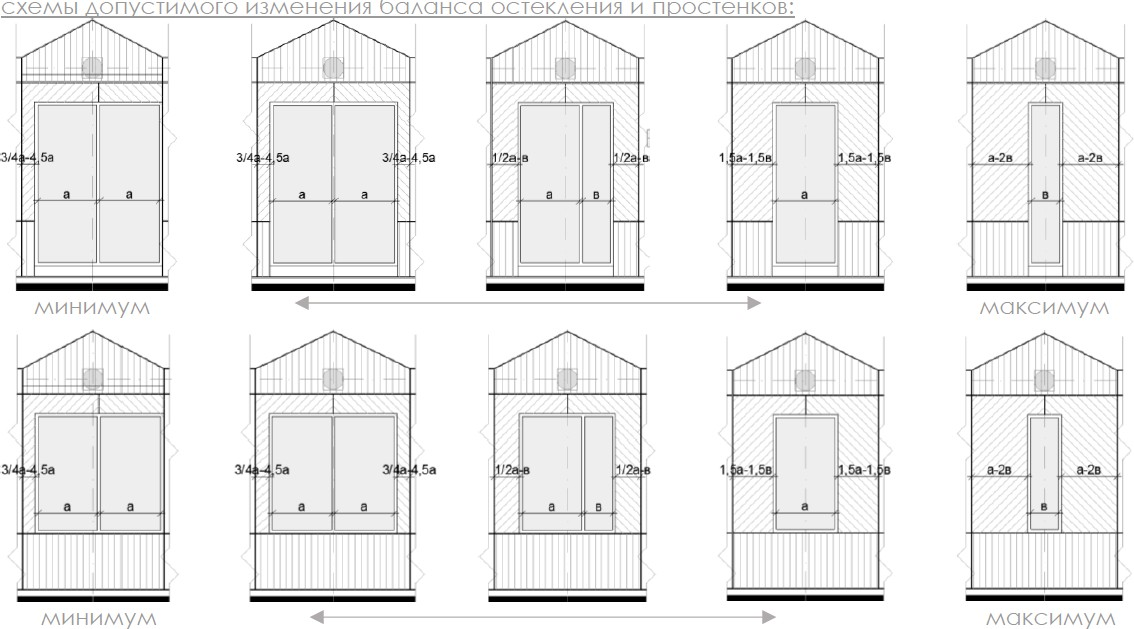 схемы допустимого изменения баланса остекления и простенков:
3/4а-4,5а 3/4а-4,5а 3/4а-4,5а 1/2а-в 1/2а-в 1,5а-1,5в 1,5а-1,5в а-2в а-2в
а а а а а в а в
минимум максимум
3/4а-4,5а 3/4а-4,5а 3/4а-4,5а 1/2а-в 1/2а-в 1,5а-1,5в 1,5а-1,5в а-2в а-2в
а а а а а в а в
минимум максимум